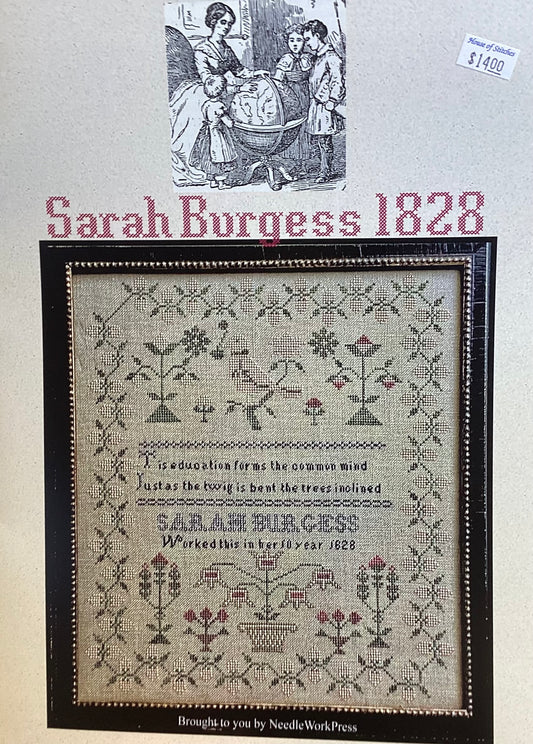 House of Stitches
$14.00
Sarah Burgess 1828
Tis education forms the common mind
Just as the twig is bent the trees inclined
SARAH BURGESS
Worked this in her 10 year 1828
Brought to you by NeedleWorkPress